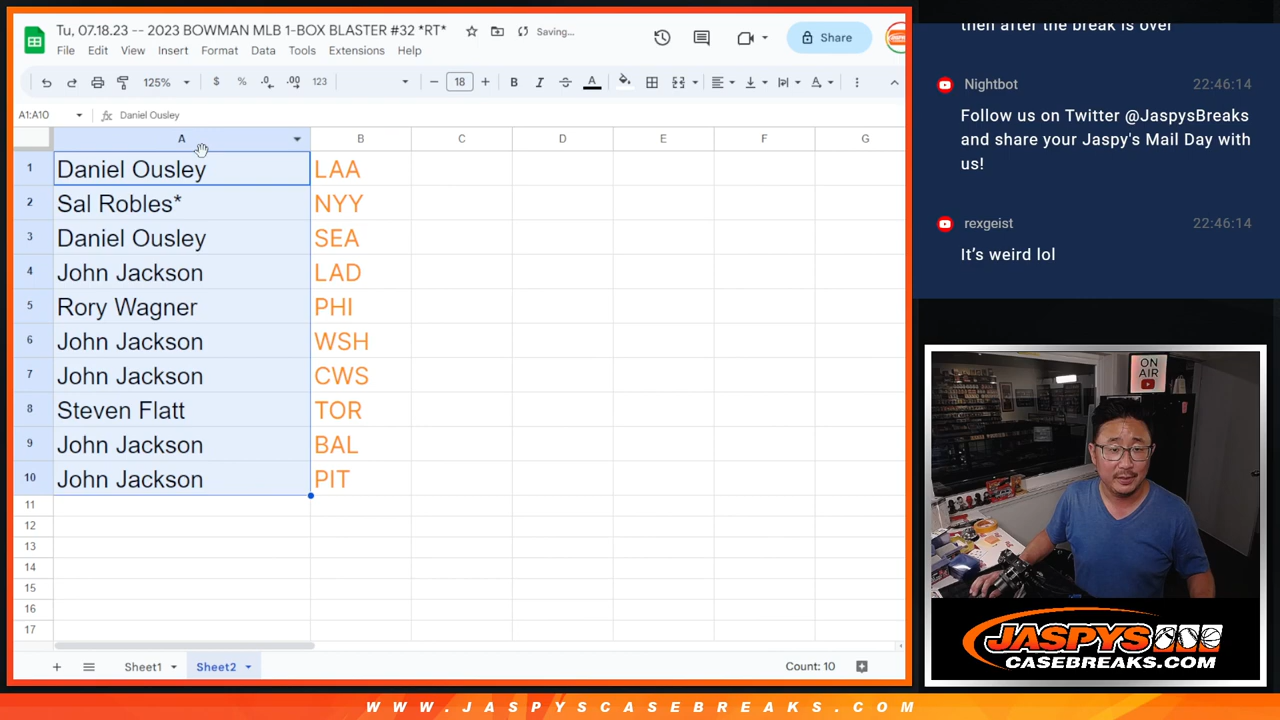 Tu, 07.18.23 -- 2023 BOWMAN MLB 1-BOX BLASTER #32 *RT*
Saving...
File Edit View Insert Format Data Tools Extensions Help
Share
125% $ % .0 .00 123 18 B I A
A1:A10 Daniel Ousley
A B C D E F G
1 Daniel Ousley LAA
2 Sal Robles* NYY
3 Daniel Ousley SEA
4 John Jackson LAD
5 Rory Wagner PHI
6 John Jackson WSH
7 John Jackson CWS
8 Steven Flatt TOR
9 John Jackson BAL
10 John Jackson PIT
11
12
13
14
15
16
17
Sheet1 Sheet2 Count: 10
then after the break is over
Nightbot 22:46:14
Follow us on Twitter @JaspysBreaks
and share your Jaspy's Mail Day with
us!
rexgeist 22:46:14
It's weird lol
ON
AIR
JASPYS
CASEBREAKS.COM
WWW.JASPYSCASEBREAKS.COM